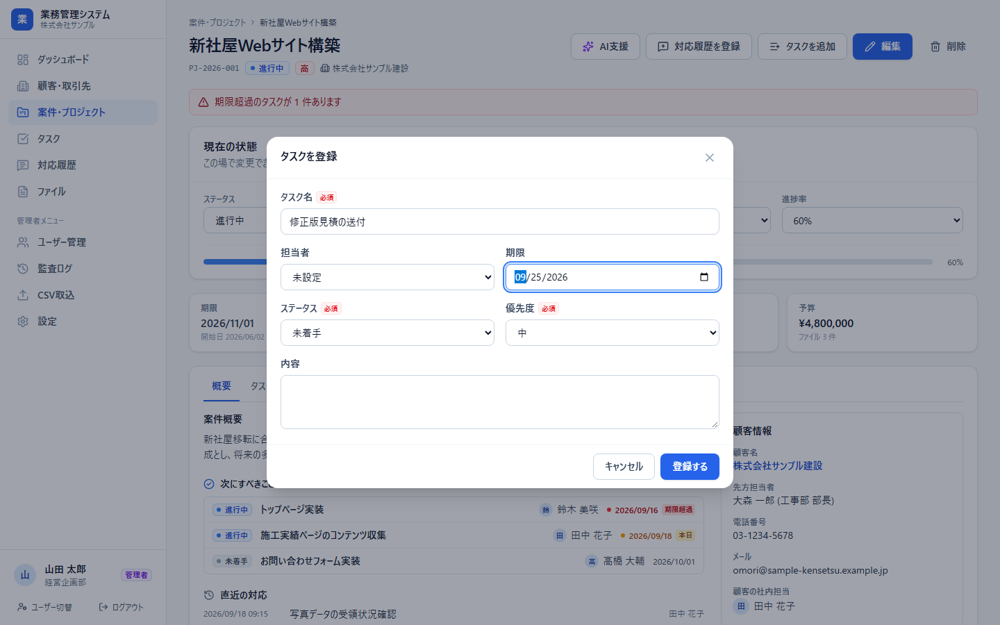 業
業務管理システム
株式会社サンプル
ダッシュボード
顧客・取引先
案件・プロジェクト
タスク
対応履歴
ファイル
管理者メニュー
ユーザー管理
監査ログ
CSV取込
設定
山
山田 太郎
経営企画部
管理者
ユーザー切替
ログアウト
案件・プロジェクト › 新社屋Webサイト構築
新社屋Webサイト構築
PJ-2026-001 進行中 高 株式会社サンプル建設
AI支援
対応履歴を登録
タスクを追加
編集
削除
期限超過のタスクが 1 件あります
現在の状態
この場で変更でき
ステータス
進行中
進捗率
60%
60%
期限
2026/11/01
開始日 2026/06/02
予算
¥4,800,000
ファイル 3 件
タスクを登録
タスク名 必須
修正版見積の送付
担当者
未設定
期限
09/25/2026
ステータス 必須
未着手
優先度 必須
中
内容
キャンセル
登録する
概要 タス
案件概要
新社屋移転に合
成とし、将来の多
次にすべきこ
進行中 トップページ実装 鈴 鈴木 美咲 2026/09/16 期限超過
進行中 施工実績ページのコンテンツ収集 田 田中 花子 2026/09/18 本日
未着手 お問い合わせフォーム実装 高 高橋 大輔 2026/10/01
直近の対応
2026/09/18 09:15 写真データの受領状況確認 田中 花子
顧客情報
顧客名
株式会社サンプル建設
先方担当者
大森 一郎 (工事部 部長)
電話番号
03-1234-5678
メール
omori@sample-kensetsu.example.jp
顧客の社内担当
田 田中 花子